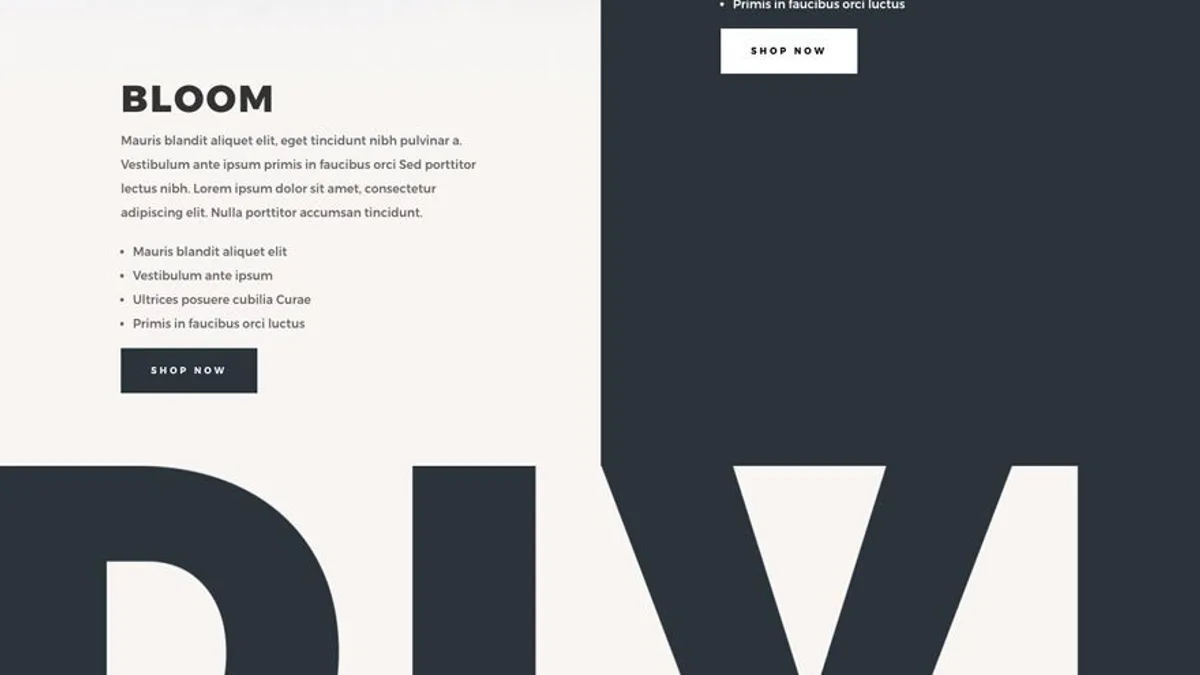 Primis in faucibus orci luctus
SHOP NOW
BLOOM
Mauris blandit aliquet elit, eget tincidunt nibh pulvinar a.
Vestibulum ante ipsum primis in faucibus orci Sed porttitor
lectus nibh. Lorem ipsum dolor sit amet, consectetur
adipiscing elit. Nulla porttitor accumsan tincidunt.
• Mauris blandit aliquet elit
• Vestibulum ante ipsum
• Ultrices posuere cubilia Curae
• Primis in faucibus orci luctus
SHOP NOW
DIVI